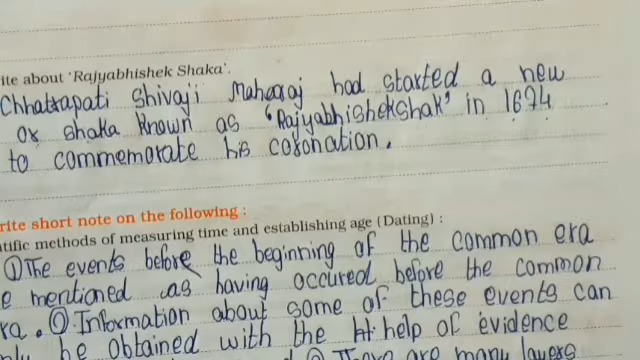 ite about 'Rajyabhishek Shaka'.
Chhatrapati Shivaji Maharaj had started a new
or shaka known as 'Rajyabhishekshak' in 1674
to commemorate his coronation.
rite short note on the following :
ntific methods of measuring time and establishing age (Dating) :
① The events before the beginning of the common era
e mentioned as having occured before the common
ra. ② Information about some of these events can
nly be obtained with the help of evidence
③ There are many layers